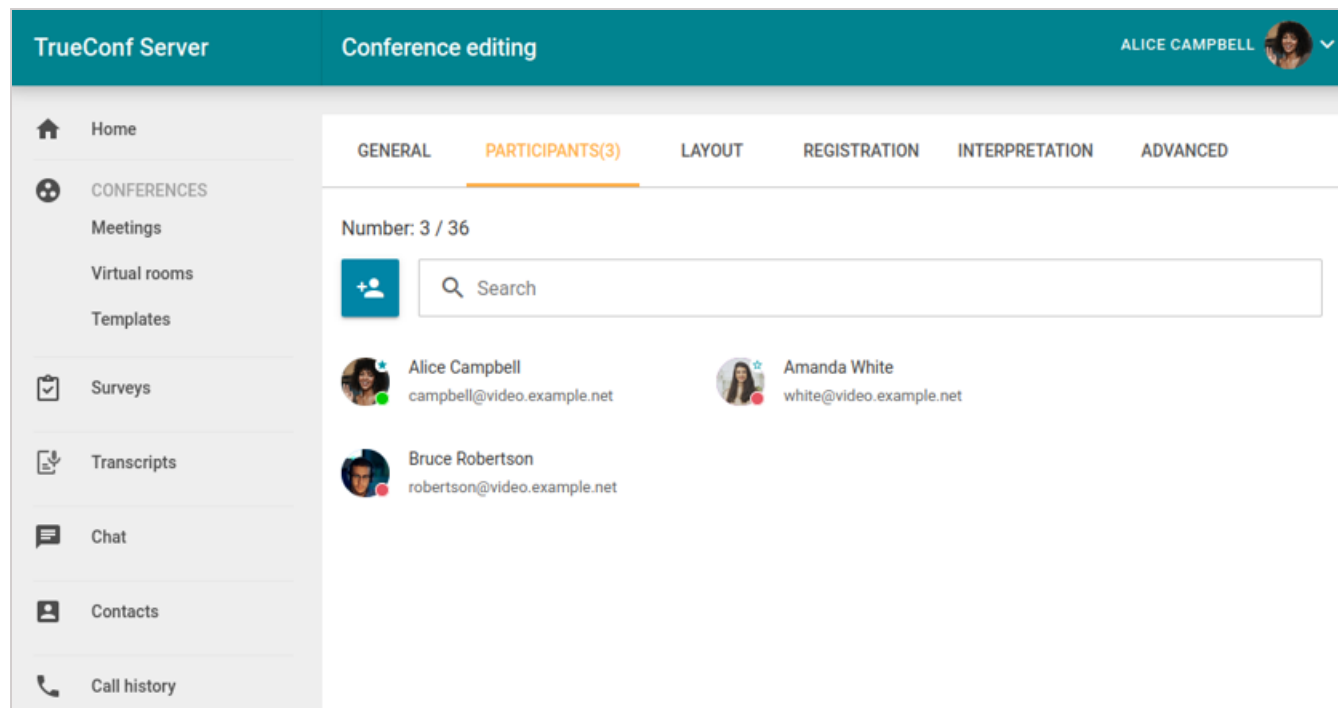 TrueConf Server
Conference editing
ALICE CAMPBELL
Home
CONFERENCES
Meetings
Virtual rooms
Templates
Surveys
Transcripts
Chat
Contacts
Call history
GENERAL PARTICIPANTS(3) LAYOUT REGISTRATION INTERPRETATION ADVANCED
Number: 3 / 36
Search
Alice Campbell
campbell@video.example.net
Amanda White
white@video.example.net
Bruce Robertson
robertson@video.example.net